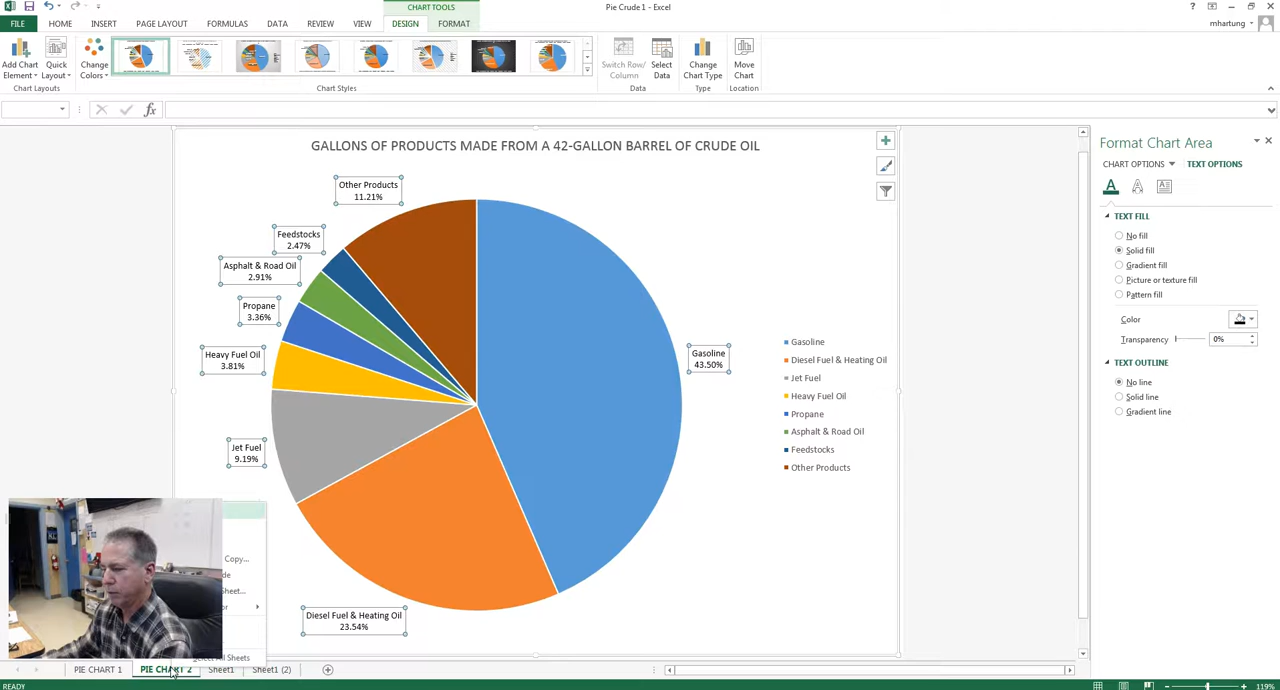 Pie Crude 1 - Excel
CHART TOOLS
?
mhartung
FILE HOME INSERT PAGE LAYOUT FORMULAS DATA REVIEW VIEW DESIGN FORMAT
Add Chart Element
Quick Layout
Change Colors
Switch Row/Column
Select Data
Change Chart Type
Move Chart
Chart Layouts Chart Styles Data Type Location
fx
Format Chart Area
CHART OPTIONS TEXT OPTIONS
TEXT FILL
No fill
Solid fill
Gradient fill
Picture or texture fill
Pattern fill
Color
Transparency 0%
TEXT OUTLINE
No line
Solid line
Gradient line
GALLONS OF PRODUCTS MADE FROM A 42-GALLON BARREL OF CRUDE OIL
Other Products
11.21%
Feedstocks
2.47%
Asphalt & Road Oil
2.91%
Propane
3.36%
Heavy Fuel Oil
3.81%
Jet Fuel
9.19%
Diesel Fuel & Heating Oil
23.54%
Gasoline
43.50%
Gasoline
Diesel Fuel & Heating Oil
Jet Fuel
Heavy Fuel Oil
Propane
Asphalt & Road Oil
Feedstocks
Other Products
Copy...
Sheet...
Select All Sheets
PIE CHART 1 PIE CHART 2 Sheet1 Sheet1 (2)
READY
119%